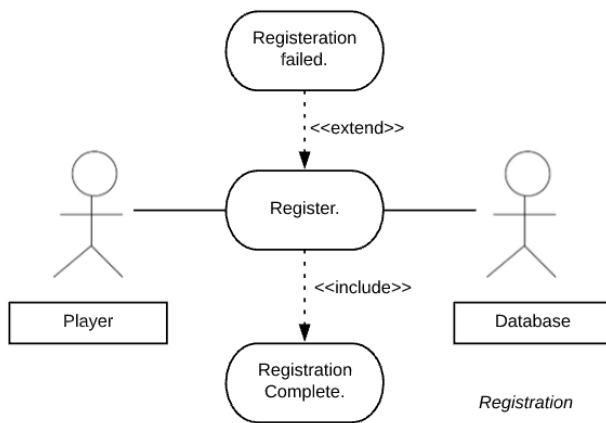 Registeration
failed.
<<extend>>
Register.
<<include>>
Player
Database
Registration
Complete.
Registration